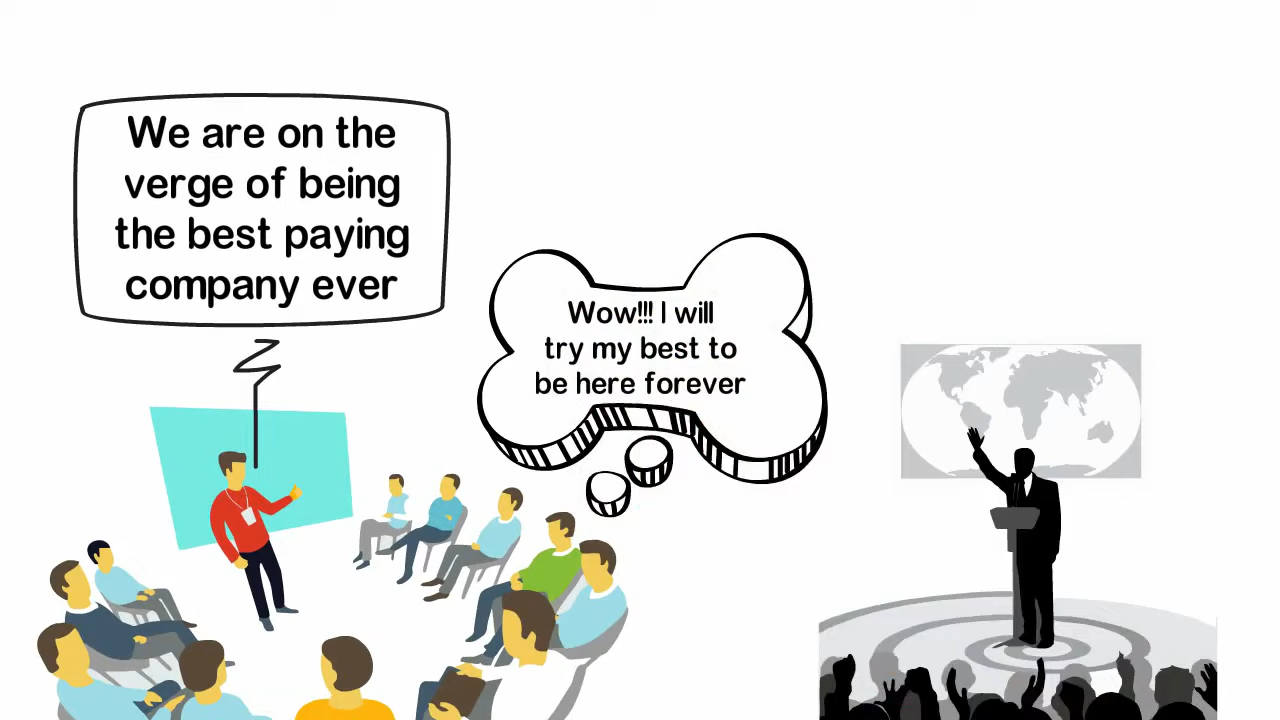 We are on the
verge of being
the best paying
company ever
Wow!!! I will
try my best to
be here forever